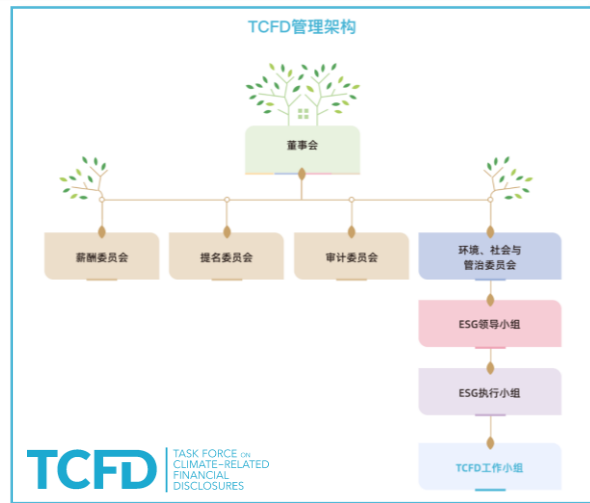 TCFD管理架构
董事会
薪酬委员会
提名委员会
审计委员会
环境、社会与
管治委员会
ESG领导小组
ESG执行小组
TCFD工作小组
TCFD
TASK FORCE ON
CLIMATE-RELATED
FINANCIAL
DISCLOSURES